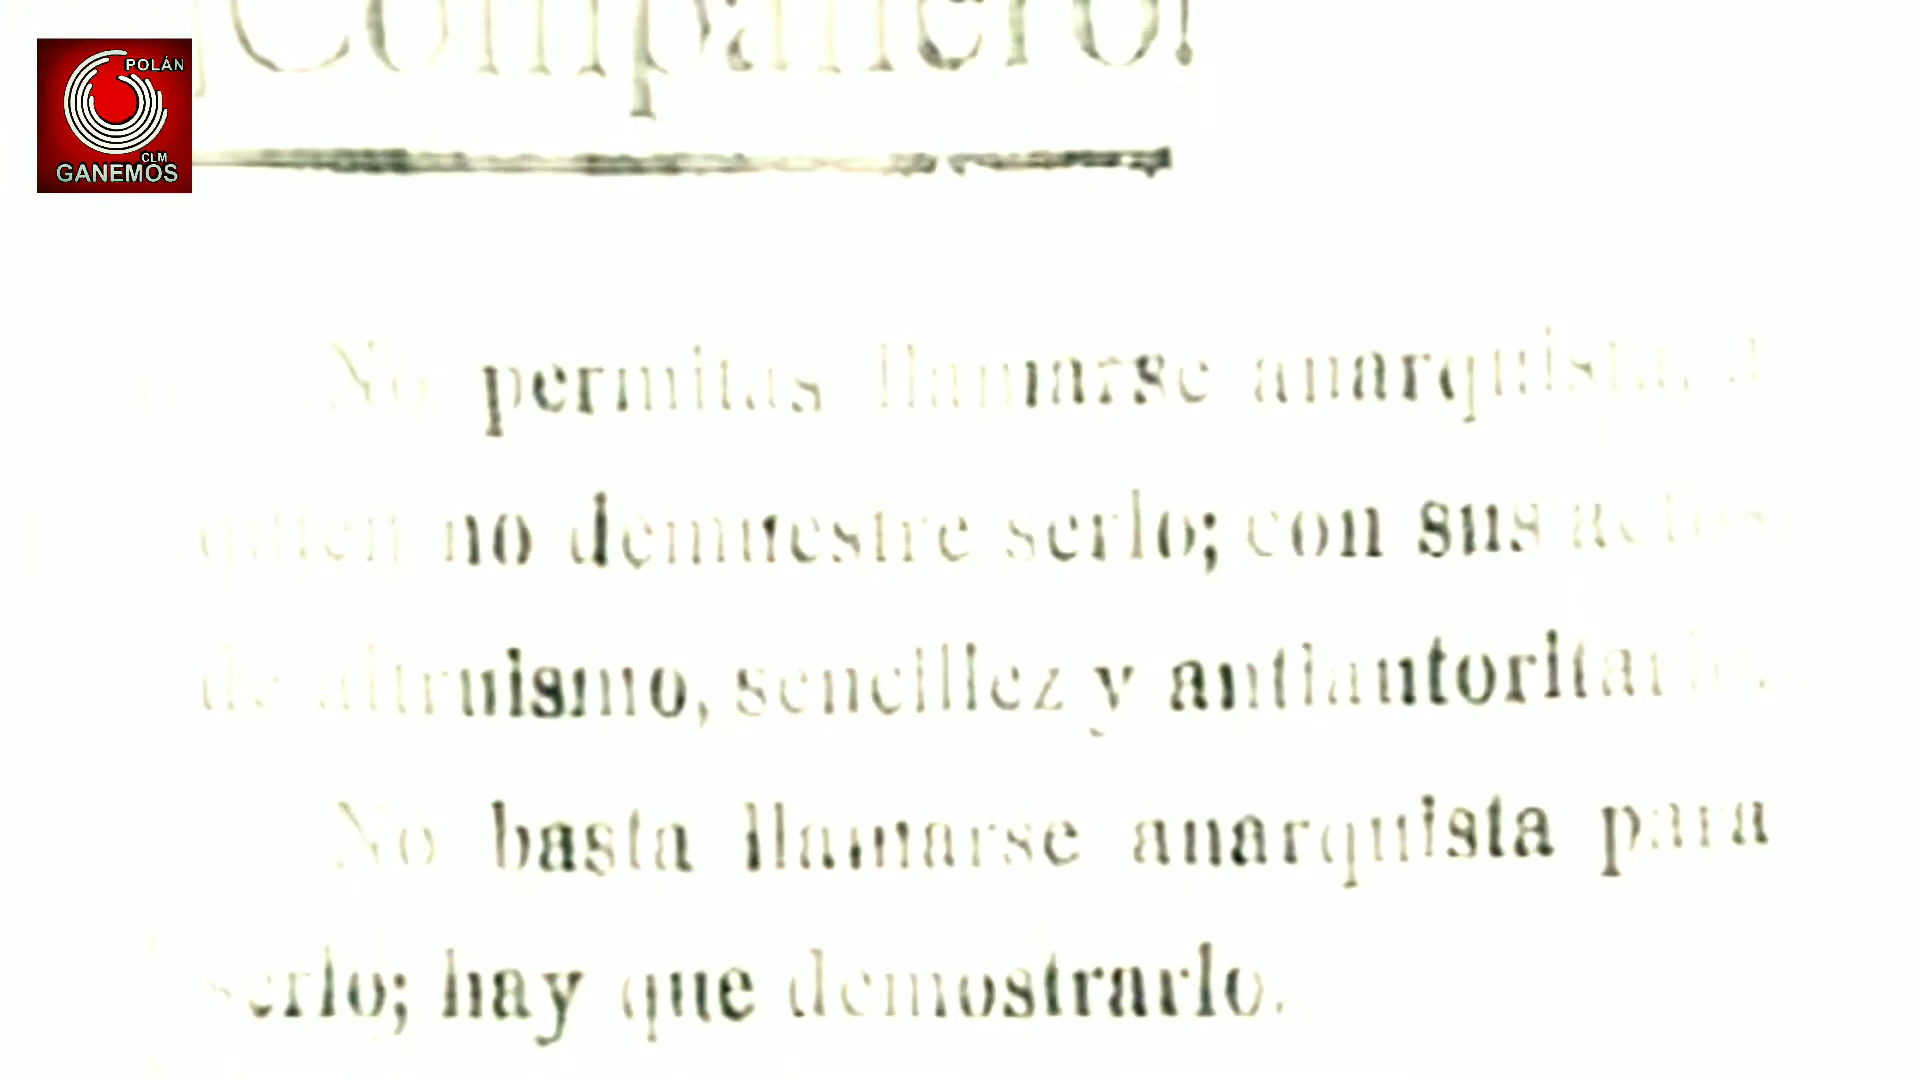 POLÁN
CLM
GANEMOS
¡Compañero!
No permitas llamarse anarquista, a
quien no demuestre serlo; con sus actos
de altruismo, sencillez y antiautoritario.
No basta llamarse anarquista para
serlo; hay que demostrarlo.